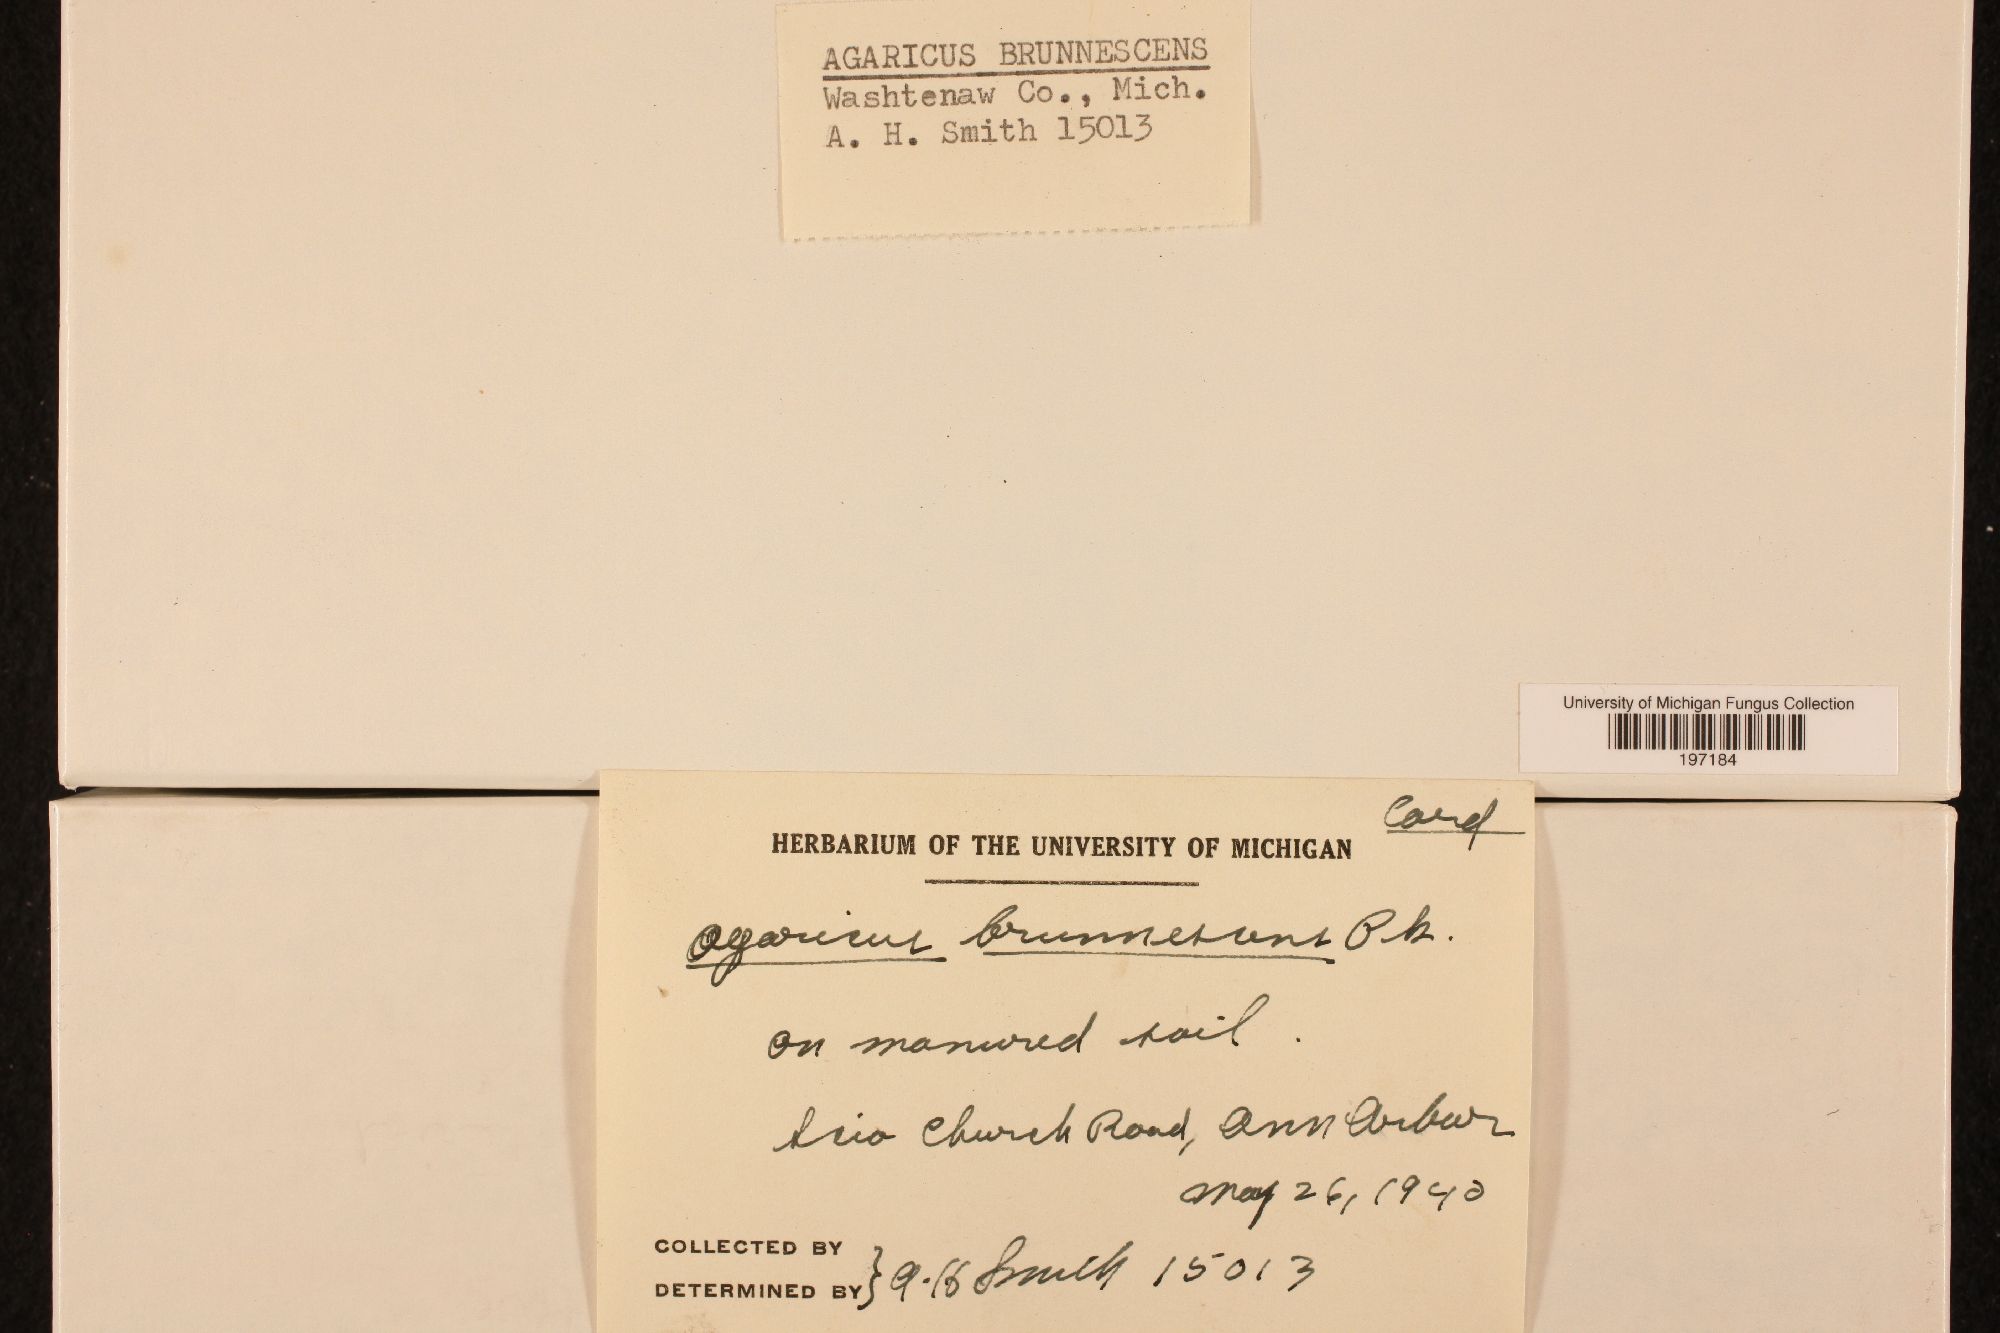 AGARICUS BRUNNESCENS
Washtenaw Co., Mich.
A. H. Smith 15013
University of Michigan Fungus Collection
197184
Card
HERBARIUM OF THE UNIVERSITY OF MICHIGAN
Agaricus brunnescens Pk.
on manured soil.
Scio Church Road, Ann Arbor
May 26, 1940
COLLECTED BY
DETERMINED BY } A. H Smith 15013